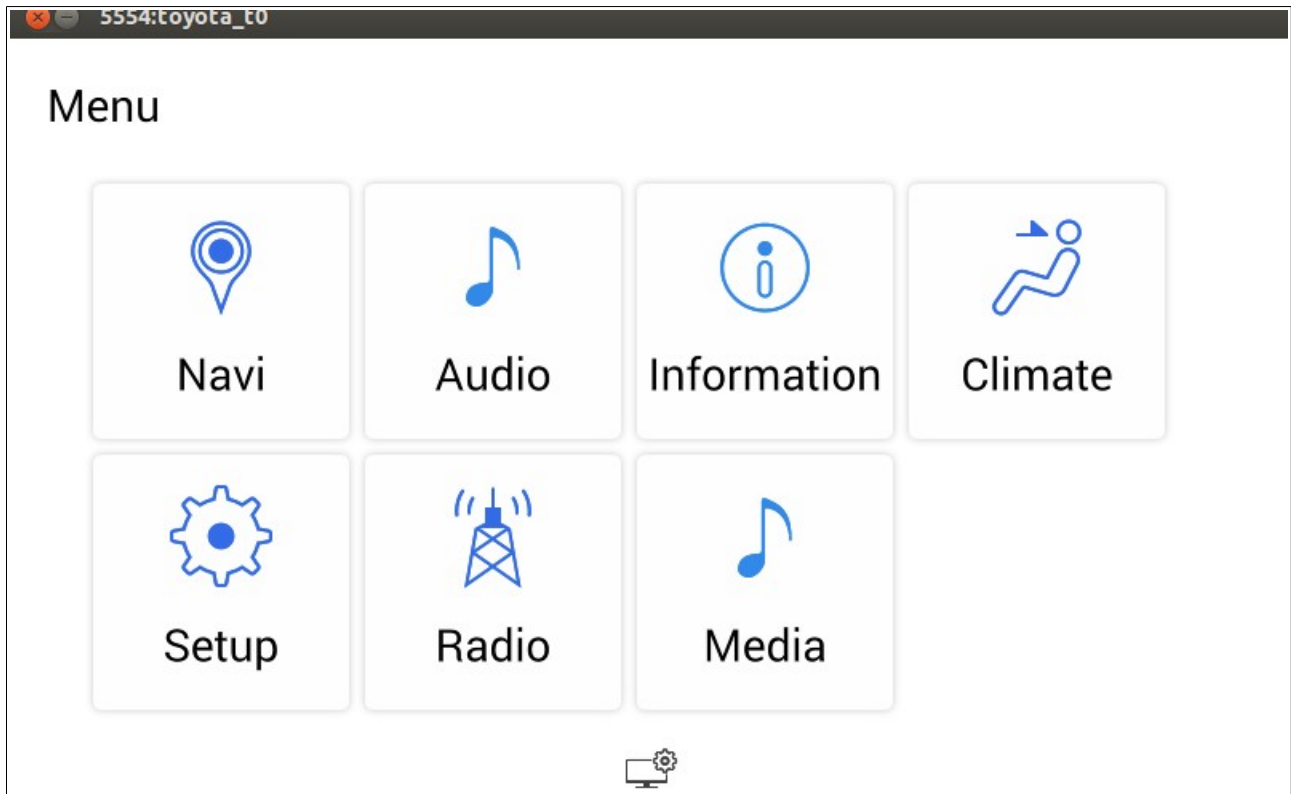 5554:toyota_t0
Menu
Navi
Audio
Information
Climate
Setup
Radio
Media